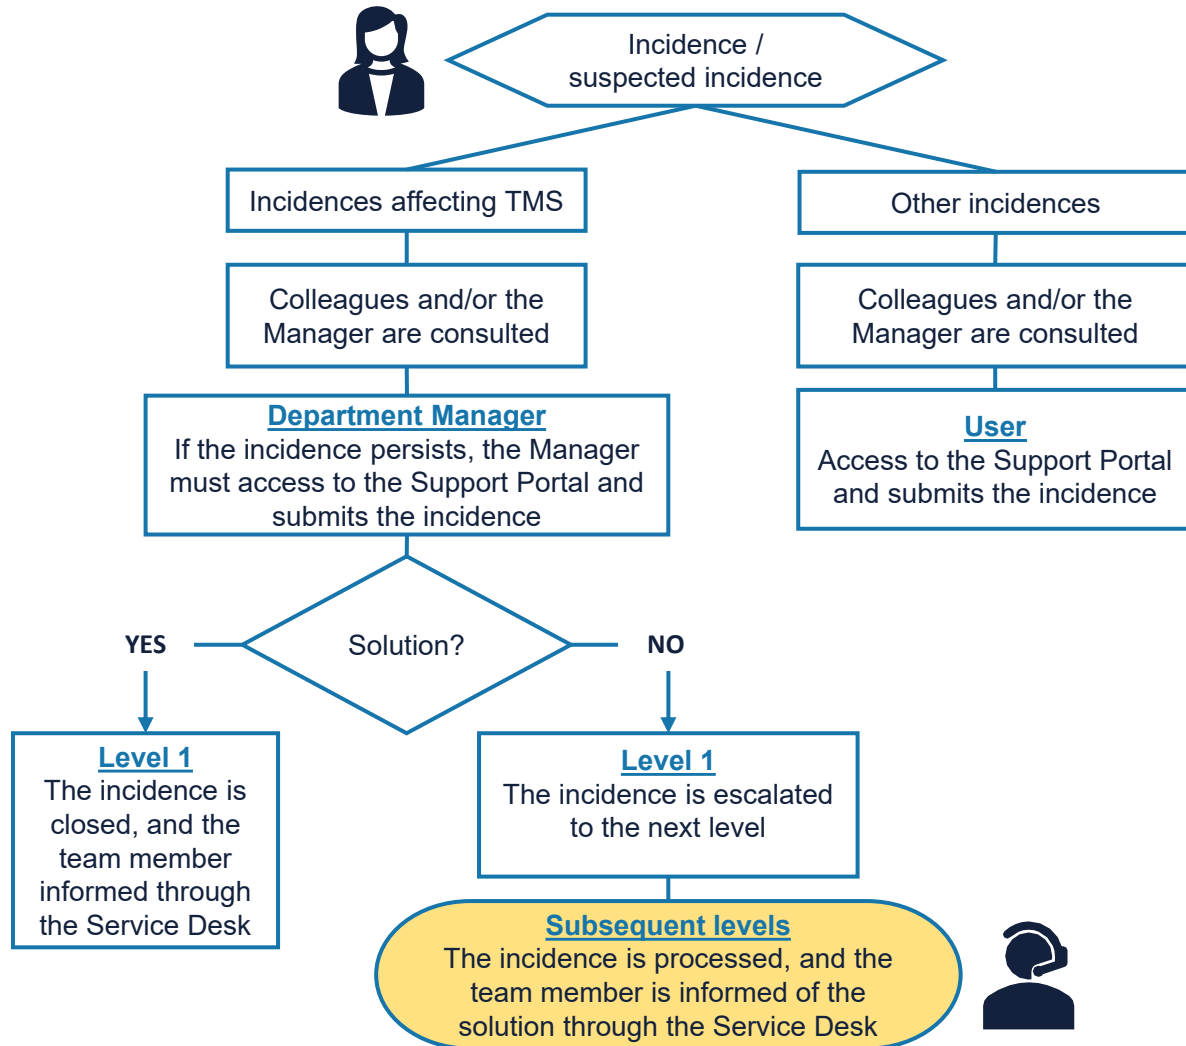 Incidence /
suspected incidence
Incidences affecting TMS
Other incidences
Colleagues and/or the
Manager are consulted
Colleagues and/or the
Manager are consulted
Department Manager
If the incidence persists, the Manager
must access to the Support Portal and
submits the incidence
User
Access to the Support Portal
and submits the incidence
YES
Solution?
NO
Level 1
The incidence is
closed, and the
team member
informed through
the Service Desk
Level 1
The incidence is escalated
to the next level
Subsequent levels
The incidence is processed, and the
team member is informed of the
solution through the Service Desk